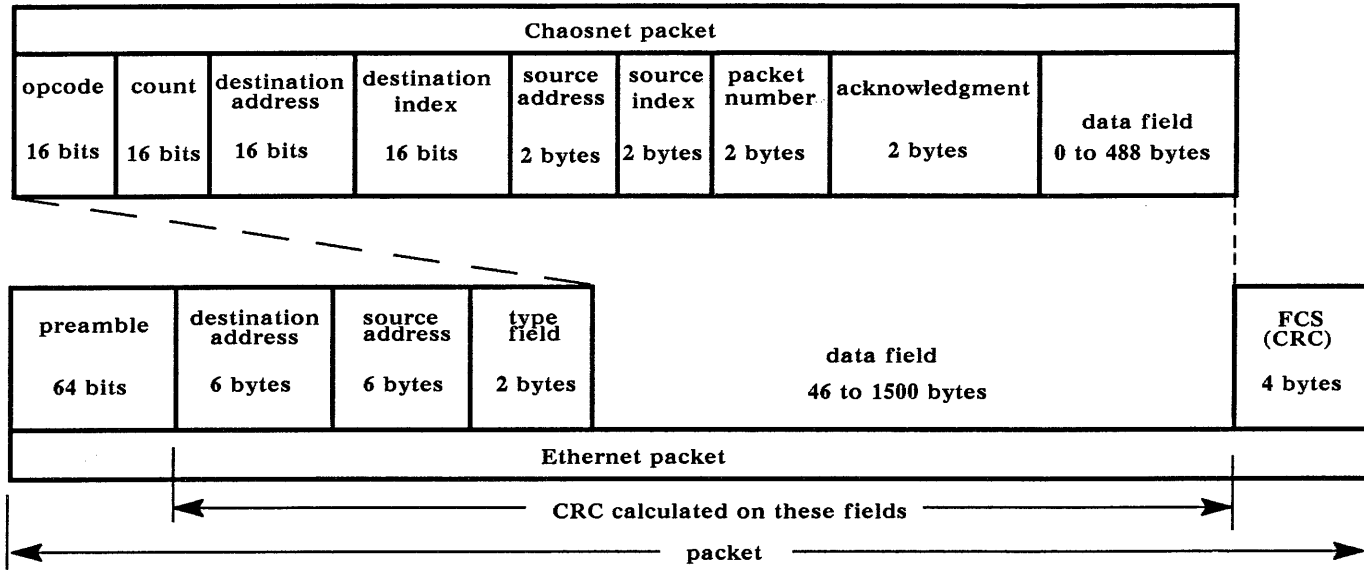 Chaosnet packet
opcode
16 bits
count
16 bits
destination
address
16 bits
destination
index
16 bits
source
address
2 bytes
source
index
2 bytes
packet
number
2 bytes
acknowledgment
2 bytes
data field
0 to 488 bytes
preamble
64 bits
destination
address
6 bytes
source
address
6 bytes
type
field
2 bytes
data field
46 to 1500 bytes
FCS
(CRC)
4 bytes
Ethernet packet
CRC calculated on these fields
packet